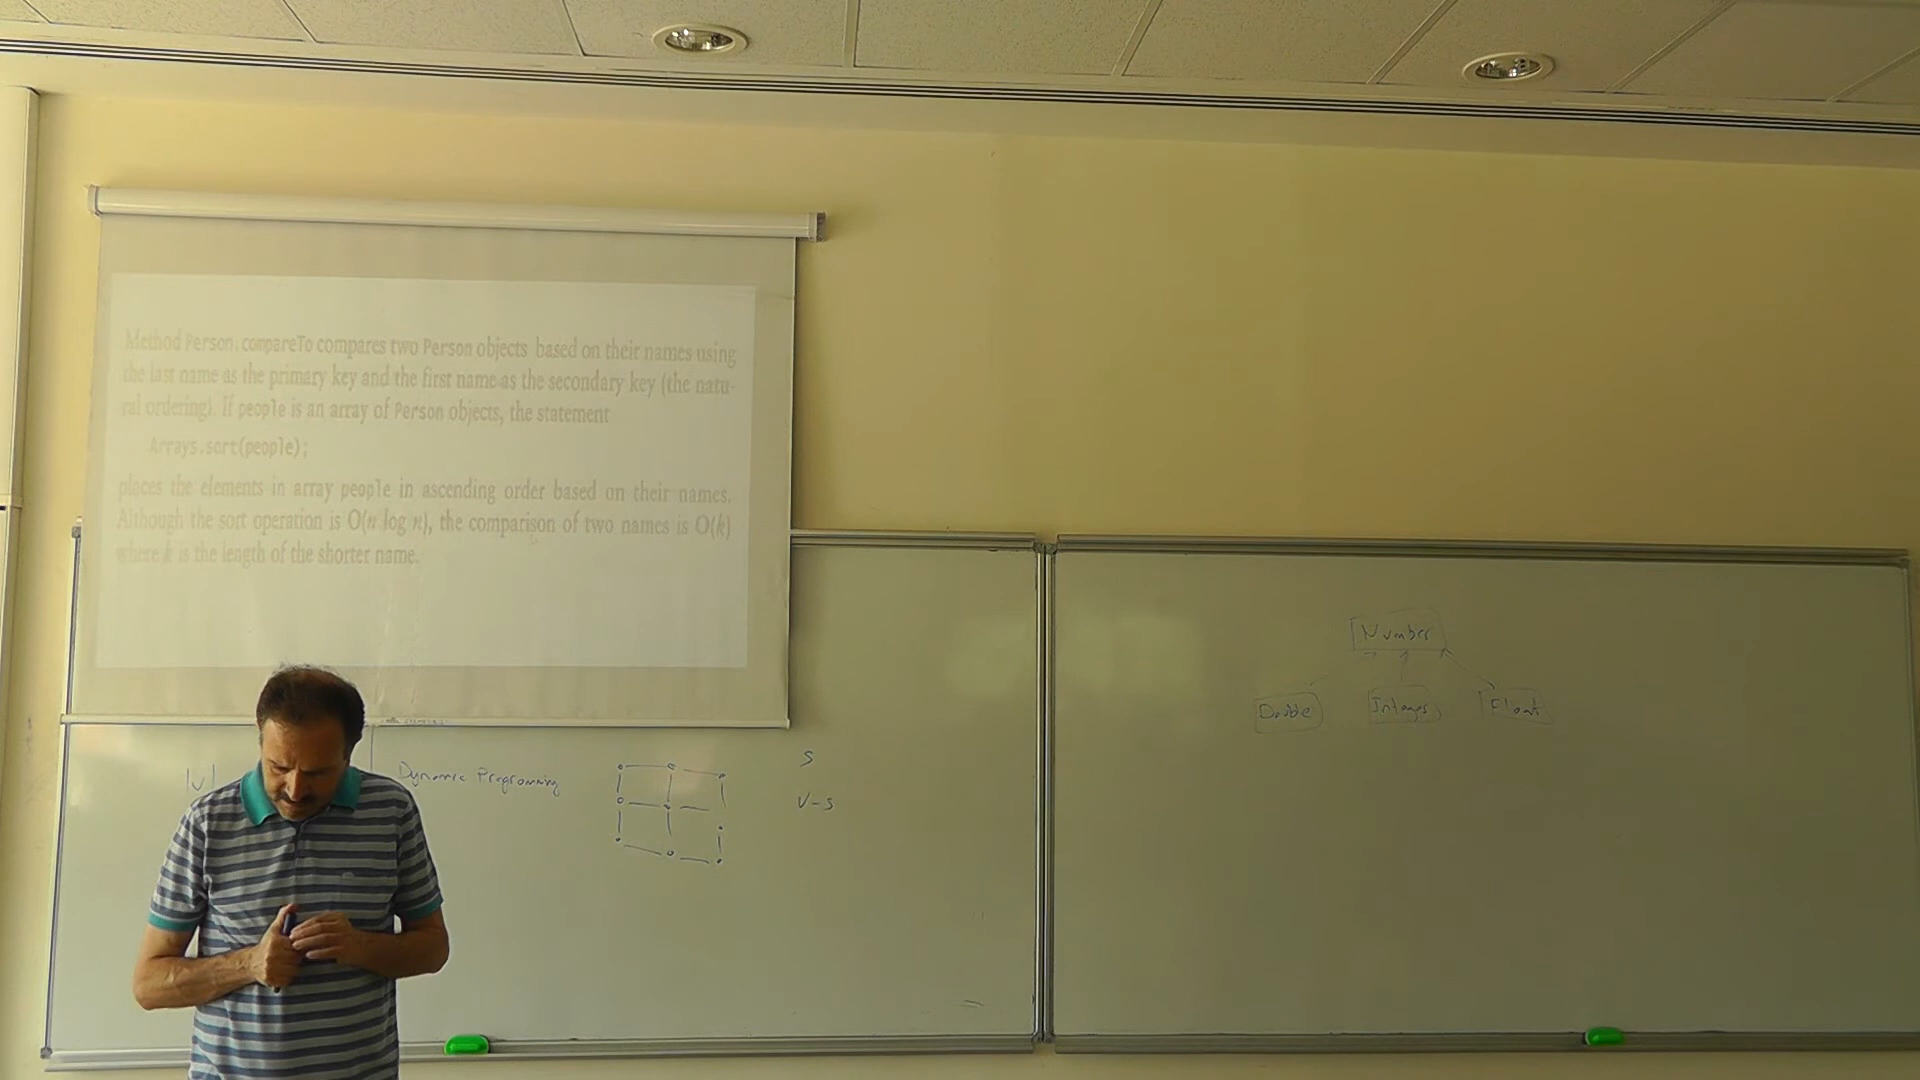 Method Person.compareTo compares two Person objects based on their names using
the last name as the primary key and the first name as the secondary key (the natu-
ral ordering). If people is an array of Person objects, the statement
Arrays.sort(people);
places the elements in array people in ascending order based on their names.
Although the sort operation is O(n log n), the comparison of two names is O(k)
where k is the length of the shorter name.
|V|
Dynamic Programming
S
V-S
Number
Double
Integer
Float